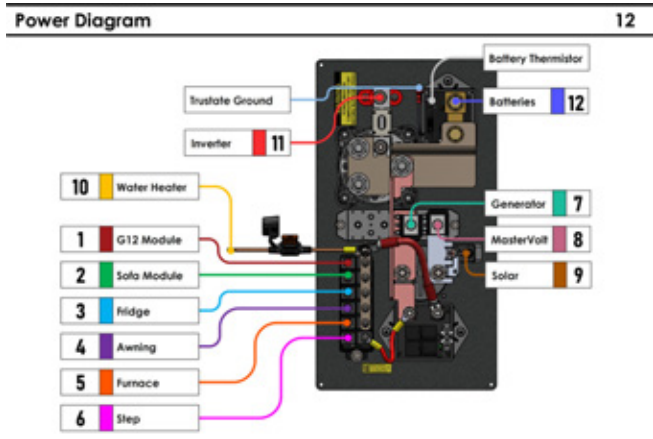 Power Diagram 12
Battery Thermistor
Trustate Ground
Batteries 12
Inverter 11
10 Water Heater
Generator 7
1 G12 Module
MasterVolt 8
2 Sofa Module
Solar 9
3 Fridge
4 Awning
5 Furnace
6 Step